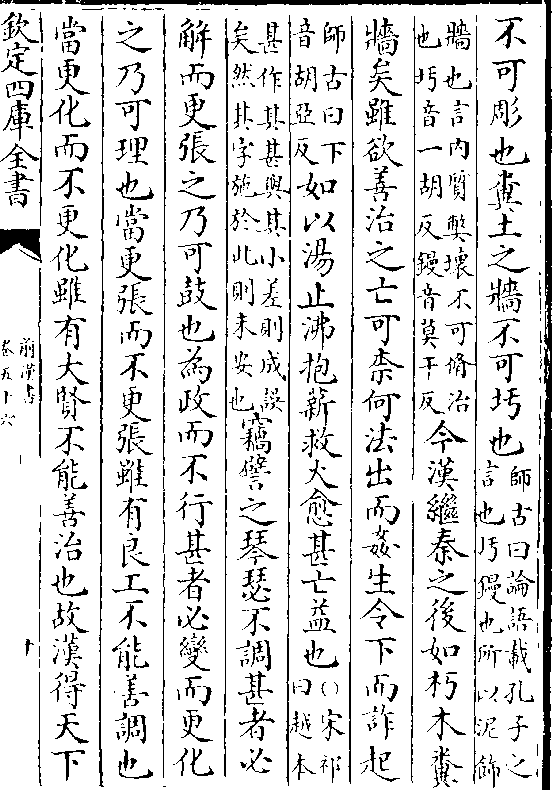 不可彫也糞土之牆不可圬也師古曰論語載孔子之言也圬鏝也所以泥飾
牆也言内質弊壞不可脩治也圬音一胡反鏝音莫干反今漢繼秦之後如朽木糞
牆矣雖欲善治之亡可柰何法出而姦生令下而詐起
師古曰下音胡亞反如以湯止沸抱薪救火愈甚亡益也○宋祁曰越本
甚作其甚與其小差則成誤矣然其字施於此則未安也竊譬之琴瑟不調甚者必
解而更張之乃可鼓也為政而不行甚者必變而更化
之乃可理也當更張而不更張雖有良工不能善調也
當更化而不更化雖有大賢不能善治也故漢得天下
欽定四庫全書
前漢書
卷五十六
十